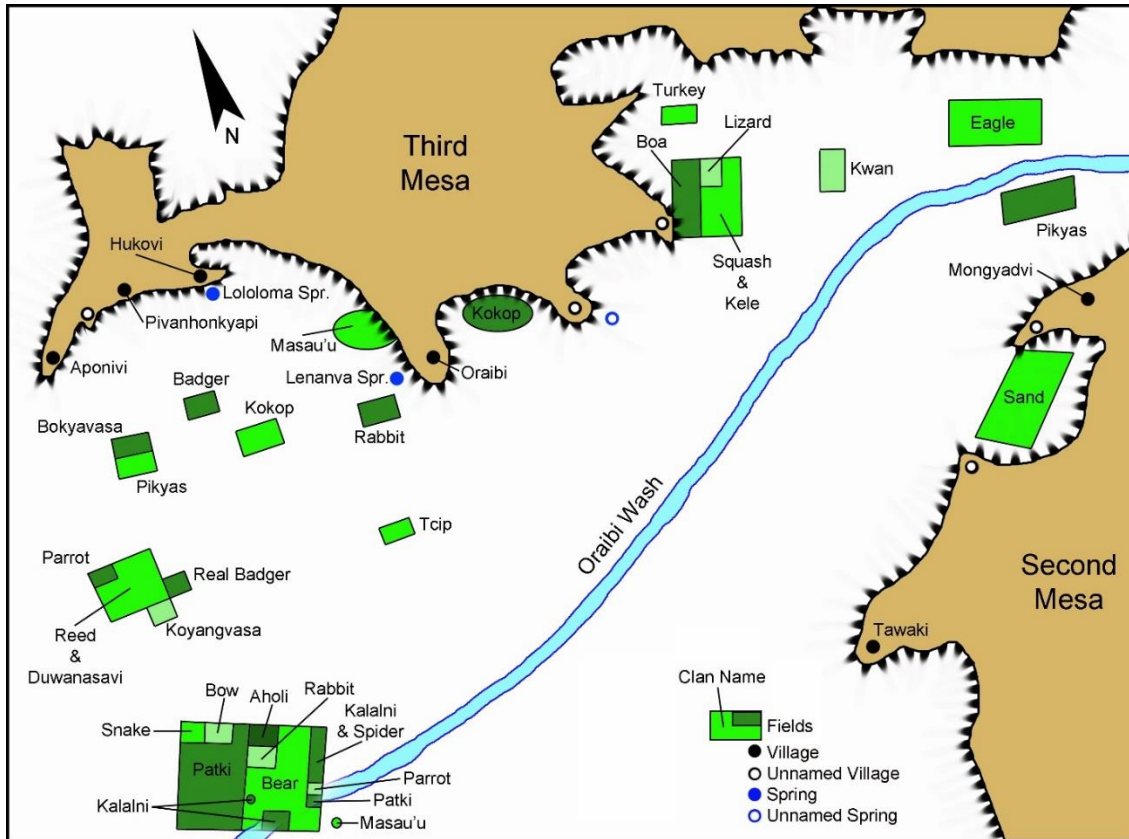 N
Third
Mesa
Turkey
Lizard
Boa
Eagle
Kwan
Pikyas
Hukovi
Lololoma Spr.
Pivanhonkyapi
Squash
&
Kele
Mongyadvi
Kokop
Masau'u
Aponivi
Oraibi
Lenanva Spr.
Badger
Kokop
Rabbit
Sand
Bokyavasa
Pikyas
Tcip
Oraibi Wash
Parrot
Real Badger
Koyangvasa
Reed
&
Duwanasavi
Second
Mesa
Tawaki
Bow
Aholi
Rabbit
Kalalni
& Spider
Snake
Patki
Bear
Parrot
Patki
Kalalni
Masau'u
Clan Name
Fields
Village
Unnamed Village
Spring
Unnamed Spring